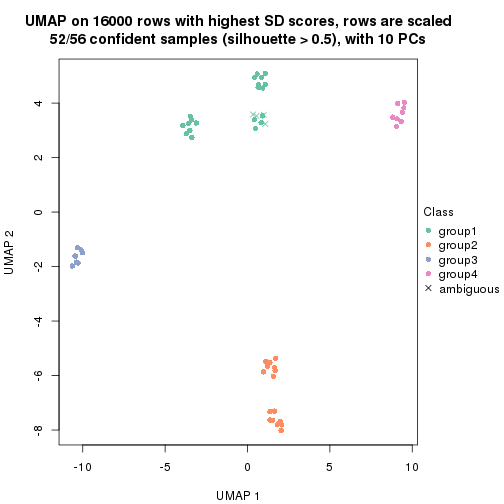 UMAP on 16000 rows with highest SD scores, rows are scaled
52/56 confident samples (silhouette > 0.5), with 10 PCs
4
2
0
-2
-4
-6
-8
UMAP 2
-10
-5
0
5
10
UMAP 1
Class
group1
group2
group3
group4
ambiguous